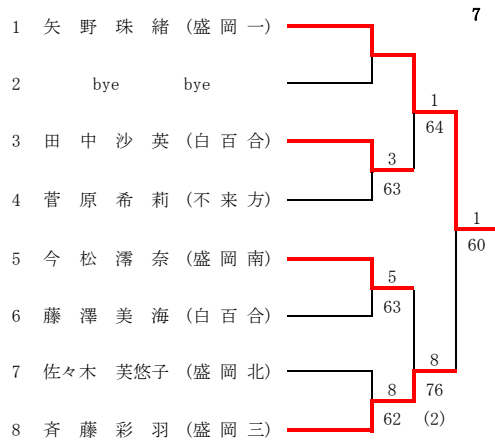 7
1 矢 野 珠 緒 (盛 岡 一)
2 bye bye
1
64
3 田 中 沙 英 (白 百 合)
3
63
4 菅 原 希 莉 (不 来 方)
1
60
5 今 松 澪 奈 (盛 岡 南)
5
63
6 藤 澤 美 海 (白 百 合)
7 佐々木 芙悠子 (盛 岡 北)
8
76
(2)
8
62
8 斉 藤 彩 羽 (盛 岡 三)